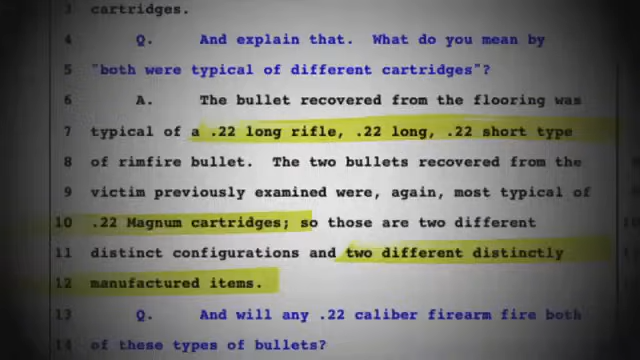 3 cartridges.
4 Q. And explain that. What do you mean by
5 "both were typical of different cartridges"?
6 A. The bullet recovered from the flooring was
7 typical of a .22 long rifle, .22 long, .22 short type
8 of rimfire bullet. The two bullets recovered from the
9 victim previously examined were, again, most typical of
10 .22 Magnum cartridges; so those are two different
11 distinct configurations and two different distinctly
12 manufactured items.
13 Q. And will any .22 caliber firearm fire both
14 of these types of bullets?